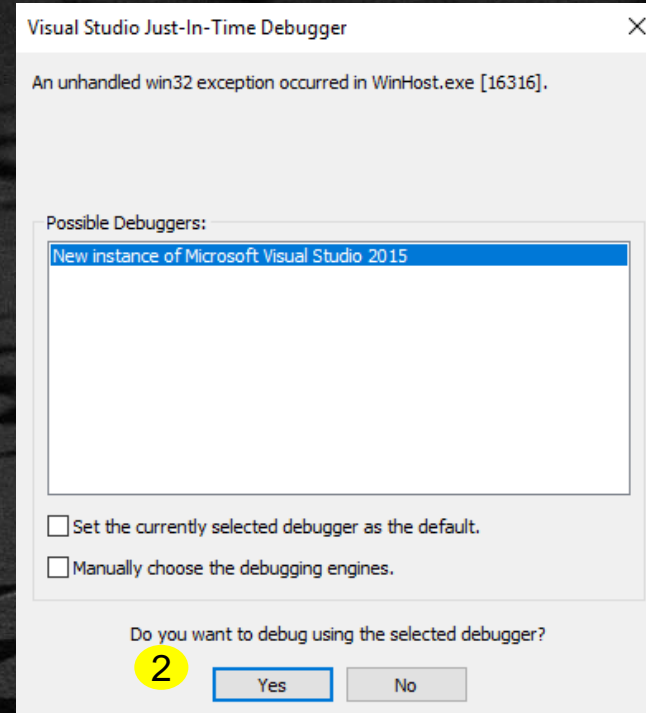 Visual Studio Just-In-Time Debugger
An unhandled win32 exception occurred in WinHost.exe [16316].
Possible Debuggers:
New instance of Microsoft Visual Studio 2015
Set the currently selected debugger as the default.
Manually choose the debugging engines.
Do you want to debug using the selected debugger?
2 Yes No